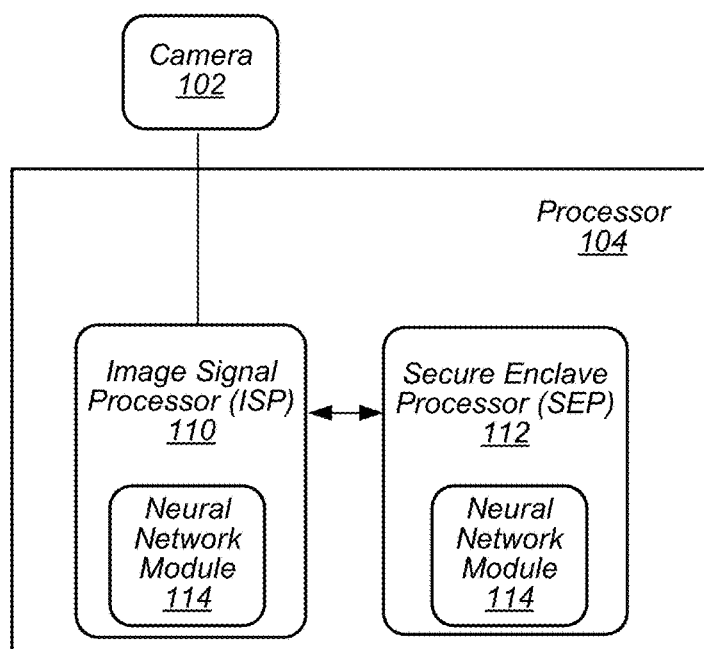 Camera
102
Processor
104
Image Signal
Processor (ISP)
110
Secure Enclave
Processor (SEP)
112
Neural
Network
Module
114
Neural
Network
Module
114